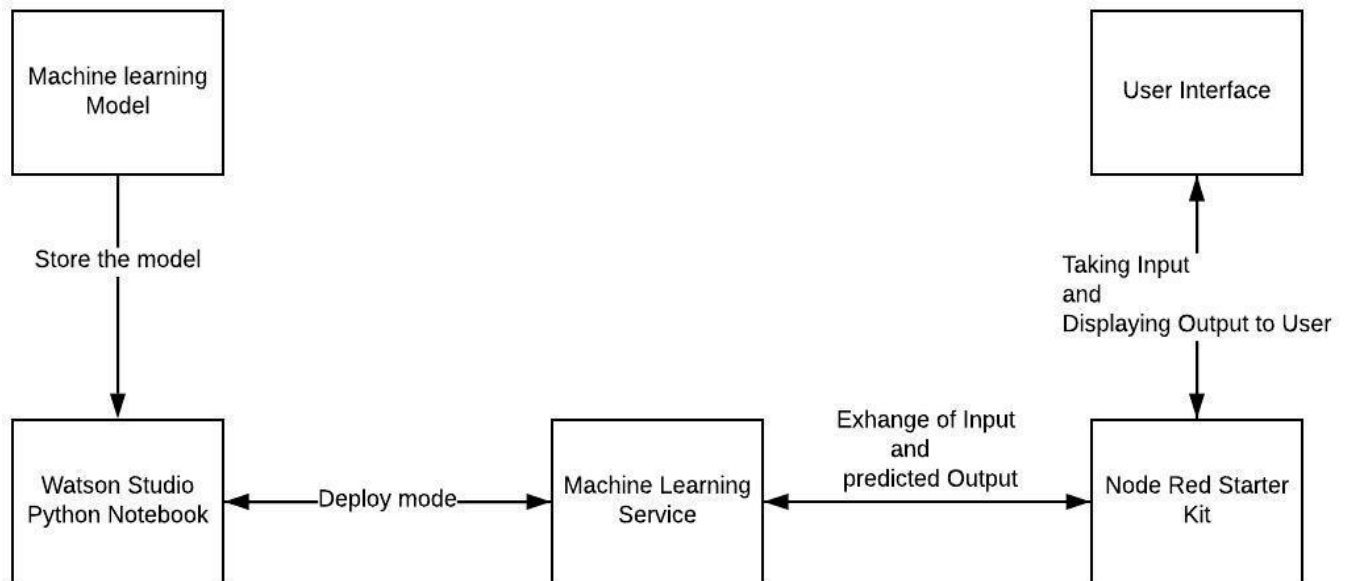 Machine learning
Model
User Interface
Store the model
Taking Input
and
Displaying Output to User
Watson Studio
Python Notebook
Deploy mode
Machine Learning
Service
Exhange of Input
and
predicted Output
Node Red Starter
Kit